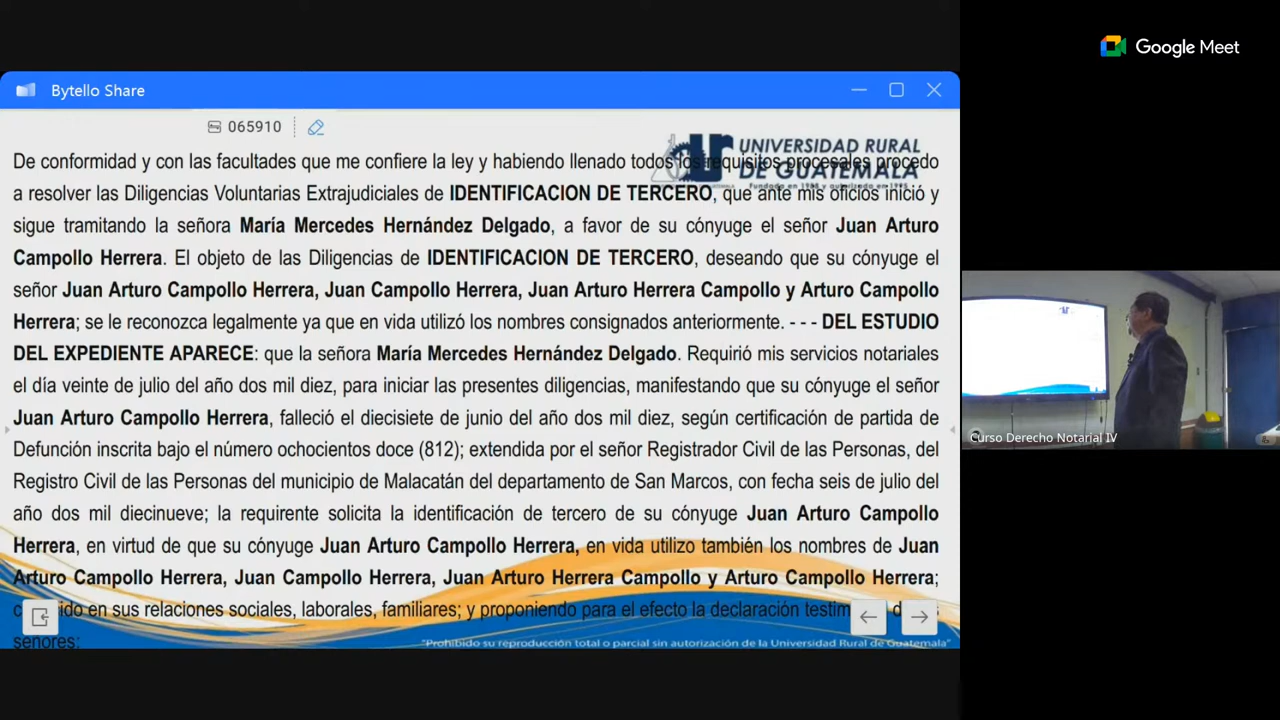 Google Meet
Bytello Share
065910
UNIVERSIDAD RURAL
DE GUATEMALA
De conformidad y con las facultades que me confiere la ley y habiendo llenado todos los requisitos procesales procedo
a resolver las Diligencias Voluntarias Extrajudiciales de IDENTIFICACION DE TERCERO, que ante mis oficios inició y
sigue tramitando la señora María Mercedes Hernández Delgado, a favor de su cónyuge el señor Juan Arturo
Campollo Herrera. El objeto de las Diligencias de IDENTIFICACION DE TERCERO, deseando que su cónyuge el
señor Juan Arturo Campollo Herrera, Juan Campollo Herrera, Juan Arturo Herrera Campollo y Arturo Campollo
Herrera; se le reconozca legalmente ya que en vida utilizó los nombres consignados anteriormente. - - - DEL ESTUDIO
DEL EXPEDIENTE APARECE: que la señora María Mercedes Hernández Delgado. Requirió mis servicios notariales
el día veinte de julio del año dos mil diez, para iniciar las presentes diligencias, manifestando que su cónyuge el señor
Juan Arturo Campollo Herrera, falleció el diecisiete de junio del año dos mil diez, según certificación de partida de
Defunción inscrita bajo el número ochocientos doce (812); extendida por el señor Registrador Civil de las Personas, del
Registro Civil de las Personas del municipio de Malacatán del departamento de San Marcos, con fecha seis de julio del
año dos mil diecinueve; la requirente solicita la identificación de tercero de su cónyuge Juan Arturo Campollo
Herrera, en virtud de que su cónyuge Juan Arturo Campollo Herrera, en vida utilizo también los nombres de Juan
Arturo Campollo Herrera, Juan Campollo Herrera, Juan Arturo Herrera Campollo y Arturo Campollo Herrera;
en sus relaciones sociales, laborales, familiares; y proponiendo para el efecto la declaración
señores:
"Prohibido su reproducción total o parcial sin autorización de la Universidad Rural de Guatemala"
Curso Derecho Notarial IV